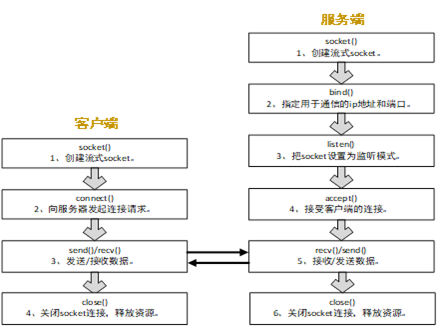 服务端
socket()
1、创建流式socket。
bind()
2、指定用于通信的ip地址和端口。
listen()
3、把socket设置为监听模式。
accept()
4、接受客户端的连接。
recv()/send()
5、接收/发送数据。
close()
6、关闭socket连接，释放资源。
客户端
socket()
1、创建流式socket。
connect()
2、向服务器发起连接请求。
send()/recv()
3、发送/接收数据。
close()
4、关闭socket连接，释放资源。